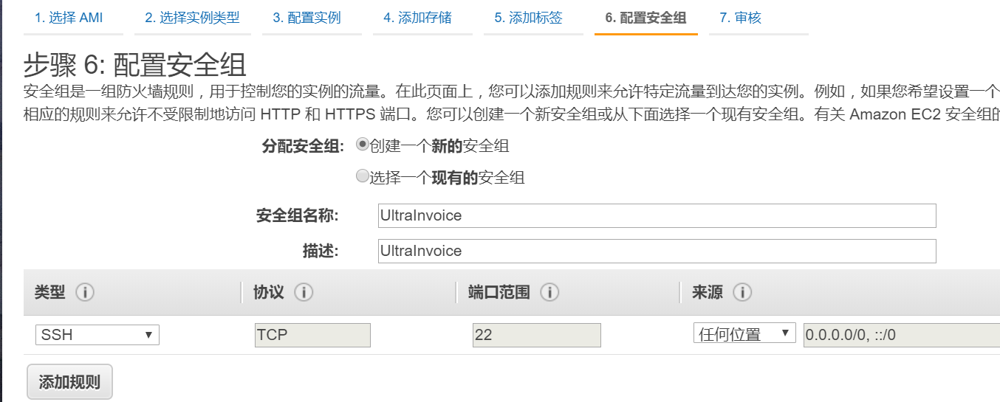 1. 选择 AMI 2. 选择实例类型 3. 配置实例 4. 添加存储 5. 添加标签 6. 配置安全组 7. 审核
步骤 6: 配置安全组
安全组是一组防火墙规则，用于控制您的实例的流量。在此页面上，您可以添加规则来允许特定流量到达您的实例。例如，如果您希望设置一个
相应的规则来允许不受限制地访问 HTTP 和 HTTPS 端口。您可以创建一个新安全组或从下面选择一个现有安全组。有关 Amazon EC2 安全组的
分配安全组: 创建一个新的安全组
选择一个现有的安全组
安全组名称: UltraInvoice
描述: UltraInvoice
类型 协议 端口范围 来源
SSH TCP 22 任何位置 0.0.0.0/0, ::/0
添加规则